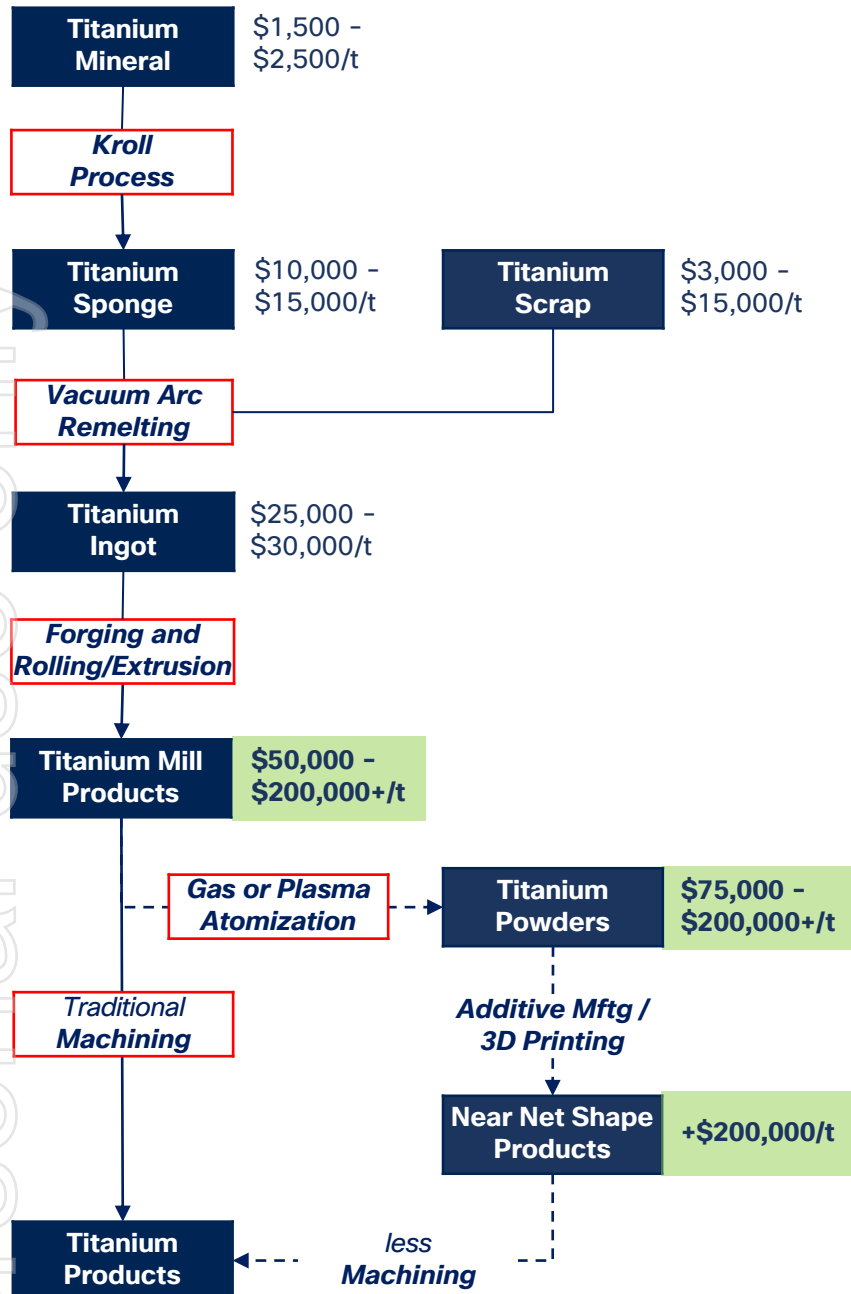 Titanium
Mineral
$1,500 –
$2,500/t
Kroll
Process
Titanium
Sponge
$10,000 –
$15,000/t
Titanium
Scrap
$3,000 –
$15,000/t
Vacuum Arc
Remelting
Titanium
Ingot
$25,000 –
$30,000/t
Forging and
Rolling/Extrusion
Titanium Mill
Products
$50,000 –
$200,000+/t
Gas or Plasma
Atomization
Titanium
Powders
$75,000 –
$200,000+/t
Traditional
Machining
Additive Mftg /
3D Printing
Near Net Shape
Products
+$200,000/t
Titanium
Products
less
Machining